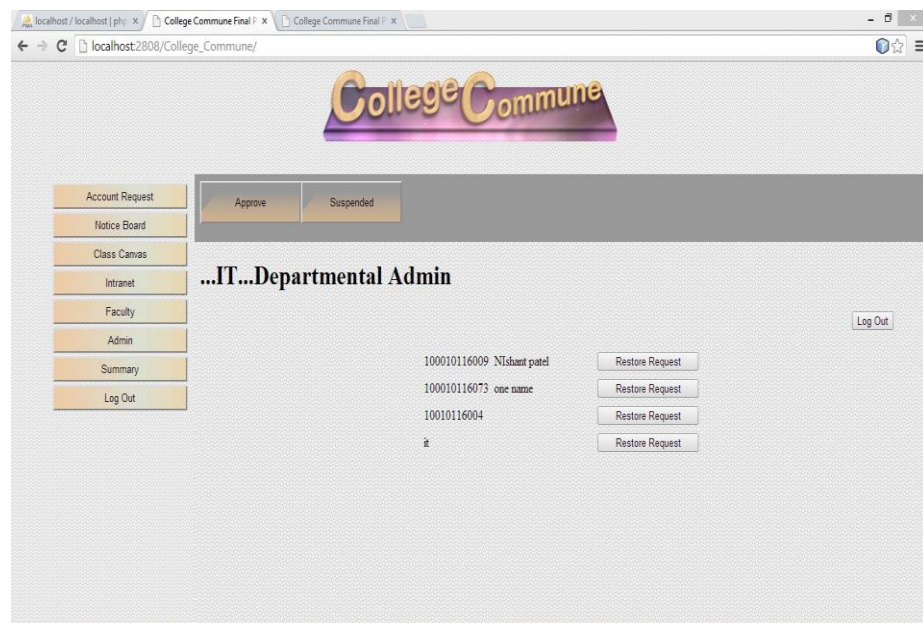 localhost / localhost | php
College Commune Final P
College Commune Final P
localhost:2808/College_Commune/
College Commune
Account Request
Notice Board
Class Canvas
Intranet
Faculty
Admin
Summary
Log Out
Approve
Suspended
...IT...Departmental Admin
Log Out
100010116009 NIshant patel Restore Request
100010116073 one name Restore Request
10010116004 Restore Request
it Restore Request